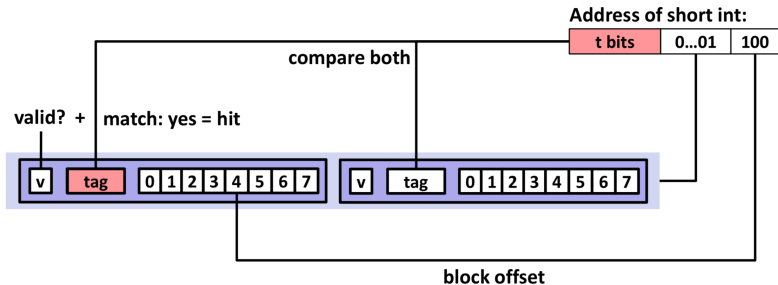 Address of short int:
t bits 0...01 100
compare both
valid? + match: yes = hit
v tag 0 1 2 3 4 5 6 7 v tag 0 1 2 3 4 5 6 7
block offset